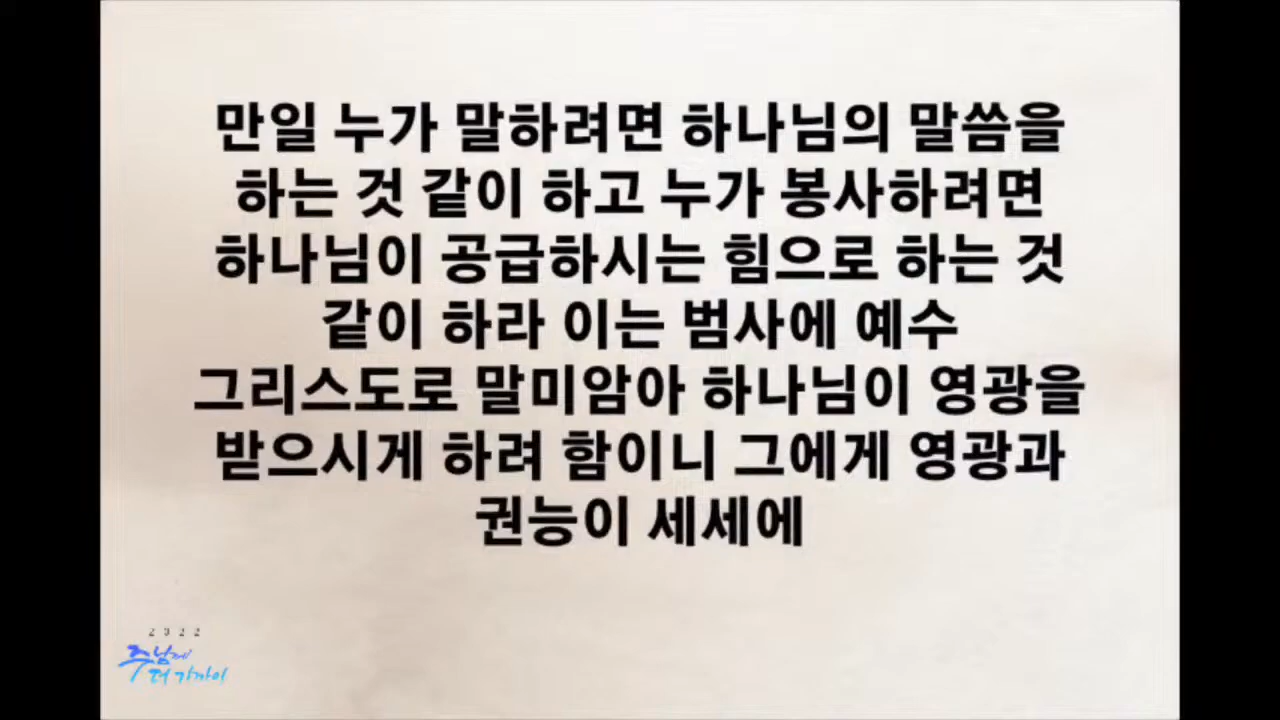 만일 누가 말하려면 하나님의 말씀을
하는 것 같이 하고 누가 봉사하려면
하나님이 공급하시는 힘으로 하는 것
같이 하라 이는 범사에 예수
그리스도로 말미암아 하나님이 영광을
받으시게 하려 함이니 그에게 영광과
권능이 세세에
2022
주님께
더 가까이